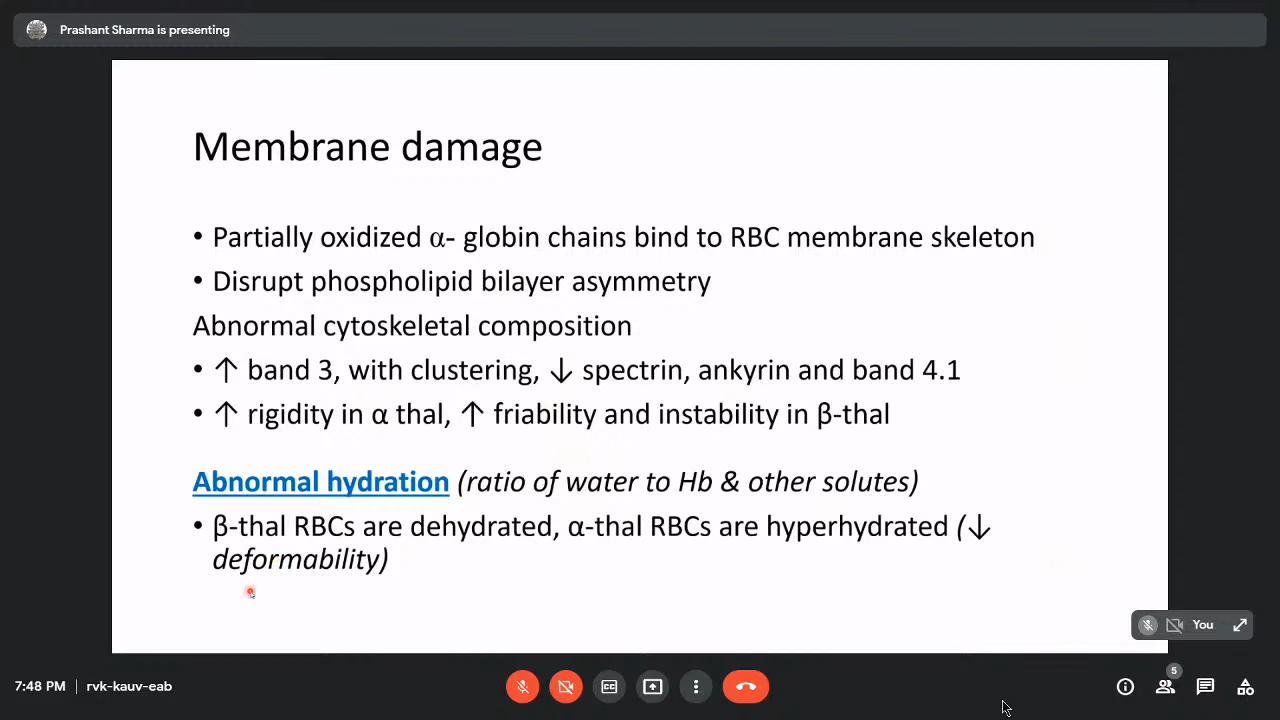 Prashant Sharma is presenting
Membrane damage
• Partially oxidized α- globin chains bind to RBC membrane skeleton
• Disrupt phospholipid bilayer asymmetry
Abnormal cytoskeletal composition
• ↑ band 3, with clustering, ↓ spectrin, ankyrin and band 4.1
• ↑ rigidity in α thal, ↑ friability and instability in β-thal
Abnormal hydration (ratio of water to Hb & other solutes)
• β-thal RBCs are dehydrated, α-thal RBCs are hyperhydrated (↓
deformability)
You
7:48 PM | rvk-kauv-eab
CC
5